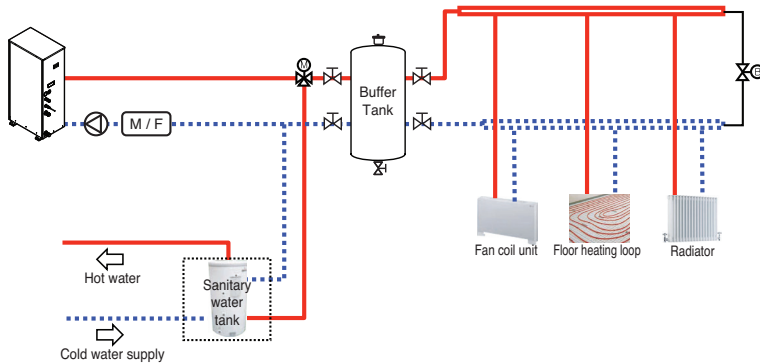 M
B
Buffer
Tank
M / F
Fan coil unit
Floor heating loop
Radiator
Hot water
Sanitary
water
tank
Cold water supply